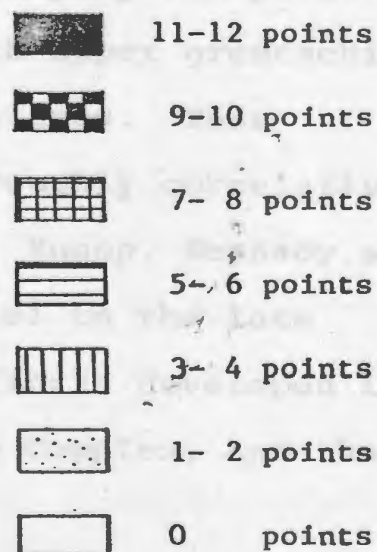 11-12 points
9-10 points
7- 8 points
5- 6 points
3- 4 points
1- 2 points
0 points